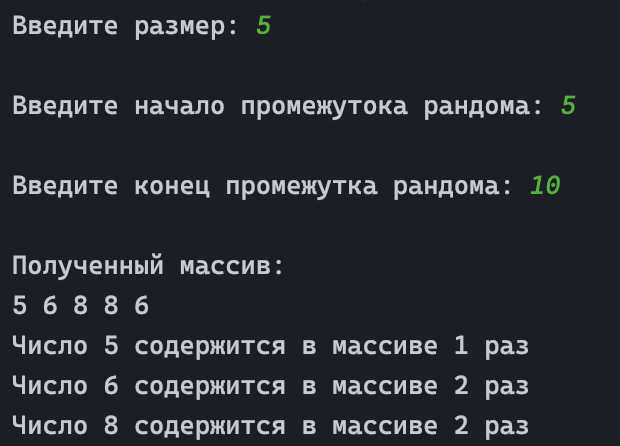 Введите размер: 5
Введите начало промежутока рандома: 5
Введите конец промежутка рандома: 10
Полученный массив:
5 6 8 8 6
Число 5 содержится в массиве 1 раз
Число 6 содержится в массиве 2 раз
Число 8 содержится в массиве 2 раз